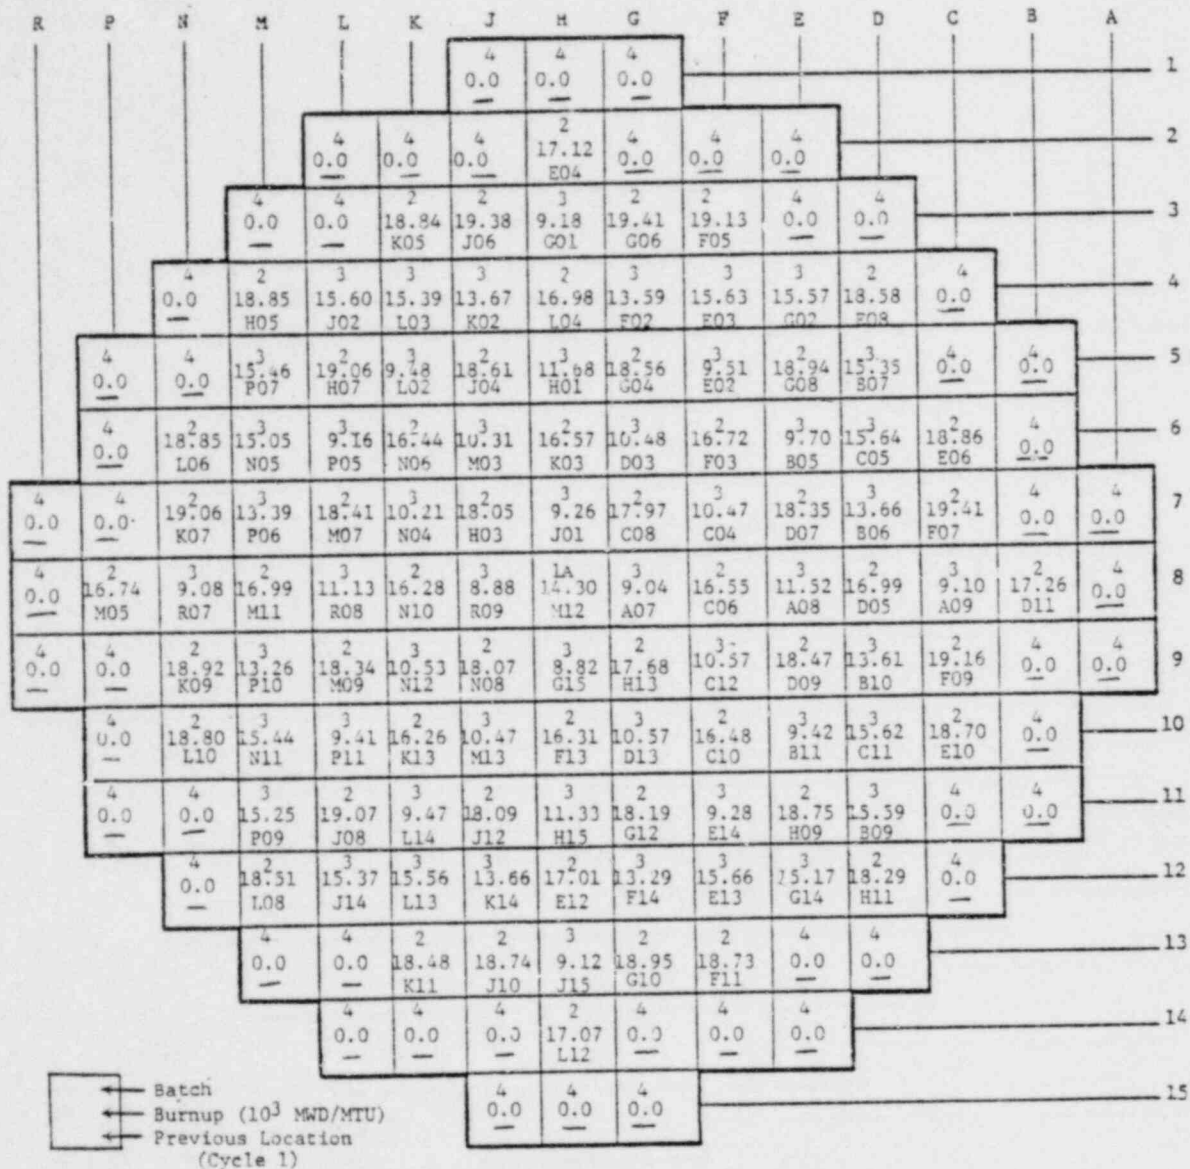 R P N M L K J H G F E D C B A
4 4 4
0.0 0.0 0.0 1
— — —
4 4 4 2 4 4 4
0.0 0.0 0.0 17.12 0.0 0.0 0.0 2
— — — E04 — — —
4 4 2 2 3 2 2 4 4
0.0 0.0 18.84 19.38 9.18 19.41 19.13 0.0 0.0 3
— — K05 J06 G01 G06 F05 — —
4 2 3 3 3 2 3 3 3 2 4
0.0 18.85 15.60 15.39 13.67 16.98 13.59 15.63 15.57 18.58 0.0 4
— H05 J02 L03 K02 L04 F02 E03 G02 F08 —
4 4 3 2 3 2 3 2 3 2 3 4 4
0.0 0.0 15.46 19.06 9.48 18.61 11.68 18.56 9.51 18.94 15.35 0.0 0.0 5
— — P07 H07 L02 J04 H01 G04 E02 G08 B07 — —
4 2 3 3 2 3 2 3 2 3 3 2 4
0.0 18.85 15.05 9.16 16.44 10.31 16.57 10.48 16.72 9.70 15.64 18.86 0.0 6
— L06 N05 P05 N06 M03 K03 D03 F03 B05 C05 E06 —
4 4 2 3 2 3 2 3 2 3 2 3 2 4 4
0.0 0.0 19.06 13.39 18.41 10.21 18.05 9.26 17.97 10.47 18.35 13.66 19.41 0.0 0.0 7
— — K07 P06 M07 N04 H03 J01 C08 C04 D07 B06 F07 — —
4 2 3 2 3 2 3 1A 3 2 3 2 3 2 4
0.0 16.74 9.08 16.99 11.13 16.28 8.88 14.30 9.04 16.55 11.52 16.99 9.10 17.26 0.0 8
— M05 R07 M11 R08 N10 R09 M12 A07 C06 A08 D05 A09 D11 —
4 4 2 3 2 3 2 3 2 3 2 3 2 4 4
0.0 0.0 18.92 13.26 18.34 10.53 18.07 8.82 17.68 10.57 18.47 13.61 19.16 0.0 0.0 9
— — K09 P10 M09 N12 N08 G15 H13 C12 D09 B10 F09 — —
4 2 3 3 2 3 2 3 2 3 3 2 4
0.0 18.80 15.44 9.41 16.26 10.47 16.31 10.57 16.48 9.42 15.62 18.70 0.0 10
— L10 N11 P11 K13 M13 F13 D13 C10 B11 C11 E10 —
4 4 3 2 3 2 3 2 3 2 3 4 4
0.0 0.0 15.25 19.07 9.47 18.09 11.33 18.19 9.28 18.75 15.59 0.0 0.0 11
— — P09 J08 L14 J12 H15 G12 E14 H09 B09 — —
4 2 3 3 3 2 3 3 3 2 4
0.0 18.51 15.37 15.56 13.66 17.01 13.29 15.66 15.17 18.29 0.0 12
— L08 J14 L13 K14 E12 F14 E13 G14 H11 —
4 4 2 2 3 2 2 4 4
0.0 0.0 18.48 18.74 9.12 18.95 18.73 0.0 0.0 13
— — K11 J10 J15 G10 F11 — —
4 4 4 2 4 4 4
0.0 0.0 0.0 17.07 0.0 0.0 0.0 14
— — — L12 — — —
4 4 4
0.0 0.0 0.0 15
— — —
Batch
Burnup (10³ MWD/MTU)
Previous Location
(Cycle 1)